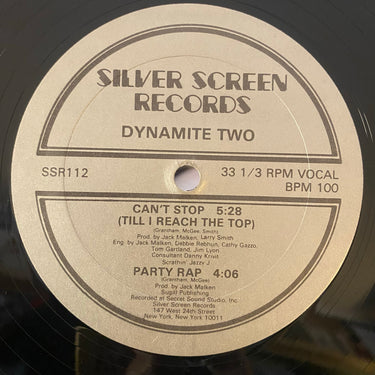 SILVER SCREEN
RECORDS
DYNAMITE TWO
SSR112
33 1/3 RPM VOCAL
BPM 100
CAN'T STOP 5:28
(TILL I REACH THE TOP)
(Grantham, McGee, Smith)
Prod. by Jack Malken, Larry Smith
Eng. by Jack Malken, Debbie Rebhun, Cathy Gazzo,
Tom Gartland, Jim Lyon
Consultant Danny Krivit
Scrathin' Jazzy J.
PARTY RAP 4:06
(Grantham, McGee)
Prod. by Jack Malken
Sugil Publishing
Recorded at Secret Sound Studio, Inc.
Silver Screen Records
147 West 24th Street
New York, New York 10011